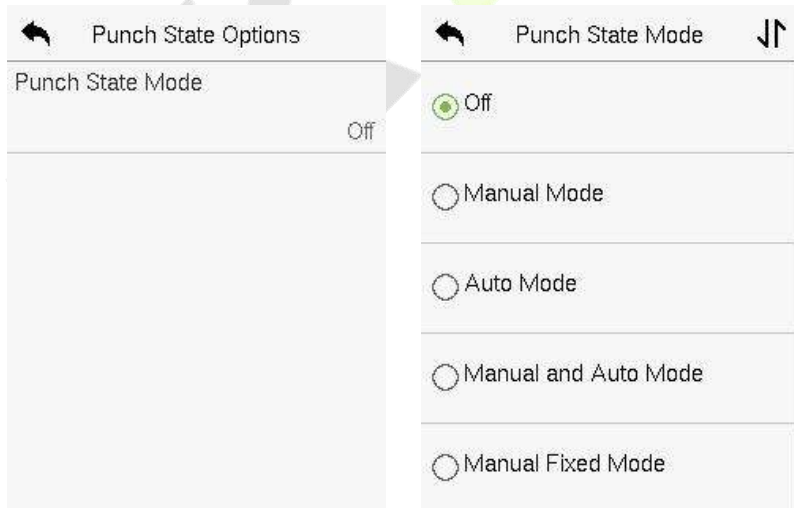 Punch State Options
Punch State Mode
Off
Punch State Mode
Off
Manual Mode
Auto Mode
Manual and Auto Mode
Manual Fixed Mode